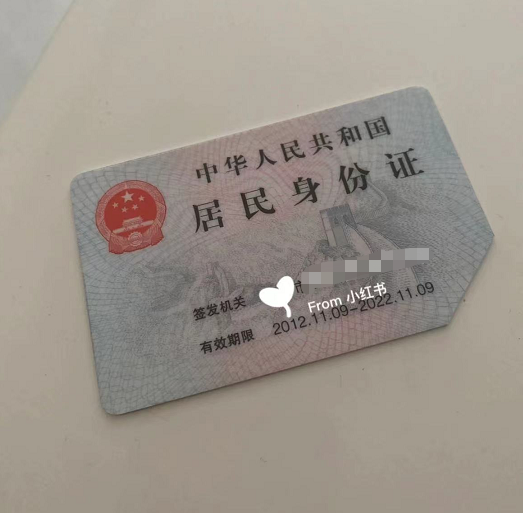 中华人民共和国
居民身份证
签发机关 市
From 小红书
有效期限 2012.11.09-2022.11.09